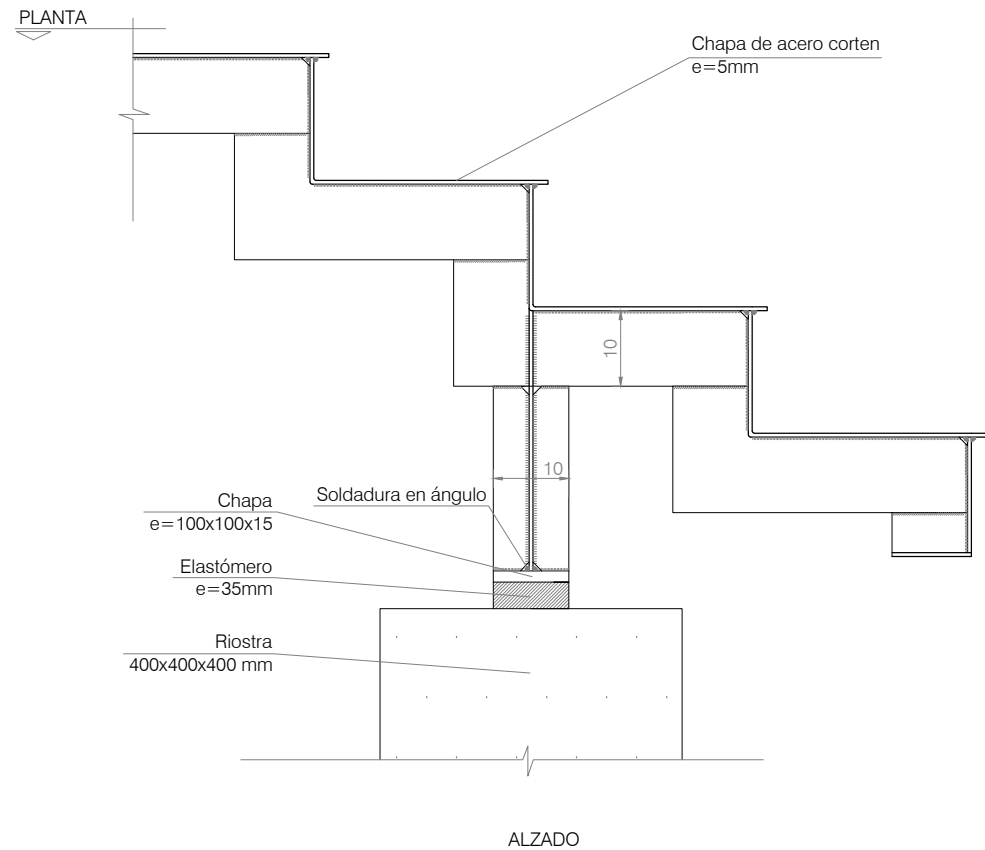 PLANTA
Chapa de acero corten
e=5mm
10
10
Soldadura en ángulo
Chapa
e=100x100x15
Elastómero
e=35mm
Riostra
400x400x400 mm
ALZADO